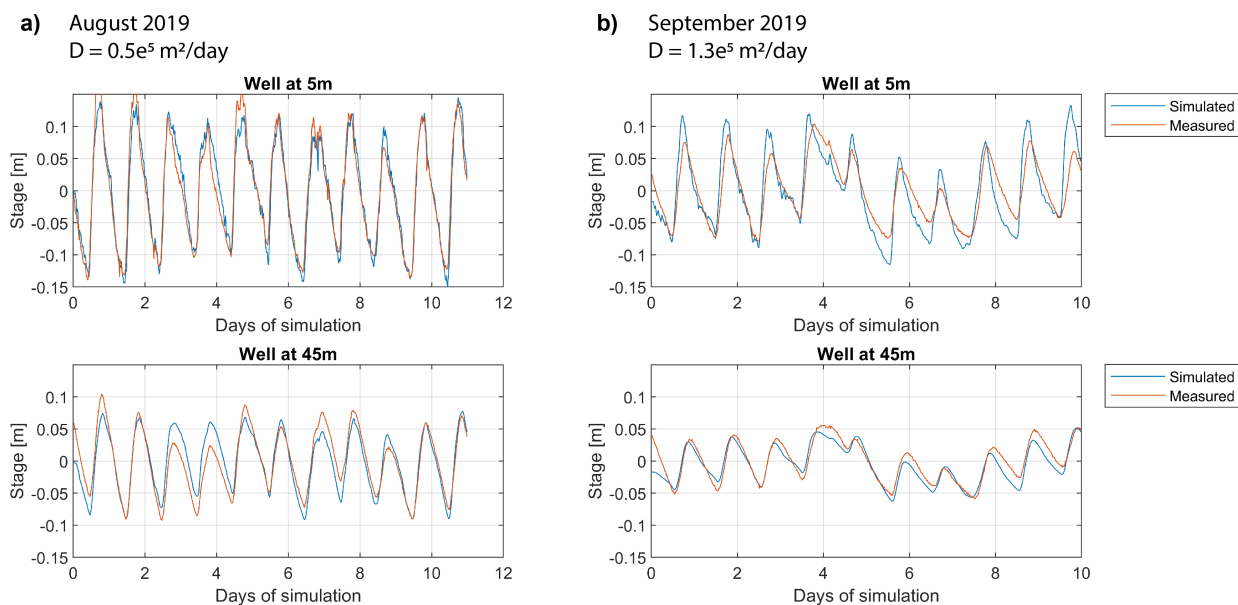 a) August 2019
D = 0.5e⁵ m²/day
Well at 5m
0.1
0.05
0
-0.05
-0.1
-0.15
Stage [m]
0 2 4 6 8 10 12
Days of simulation
Well at 45m
0.1
0.05
0
-0.05
-0.1
-0.15
Stage [m]
0 2 4 6 8 10 12
Days of simulation
b) September 2019
D = 1.3e⁵ m²/day
Well at 5m
0.1
0.05
0
-0.05
-0.1
-0.15
Stage [m]
0 2 4 6 8 10
Days of simulation
Simulated
Measured
Well at 45m
0.1
0.05
0
-0.05
-0.1
-0.15
Stage [m]
0 2 4 6 8 10
Days of simulation
Simulated
Measured